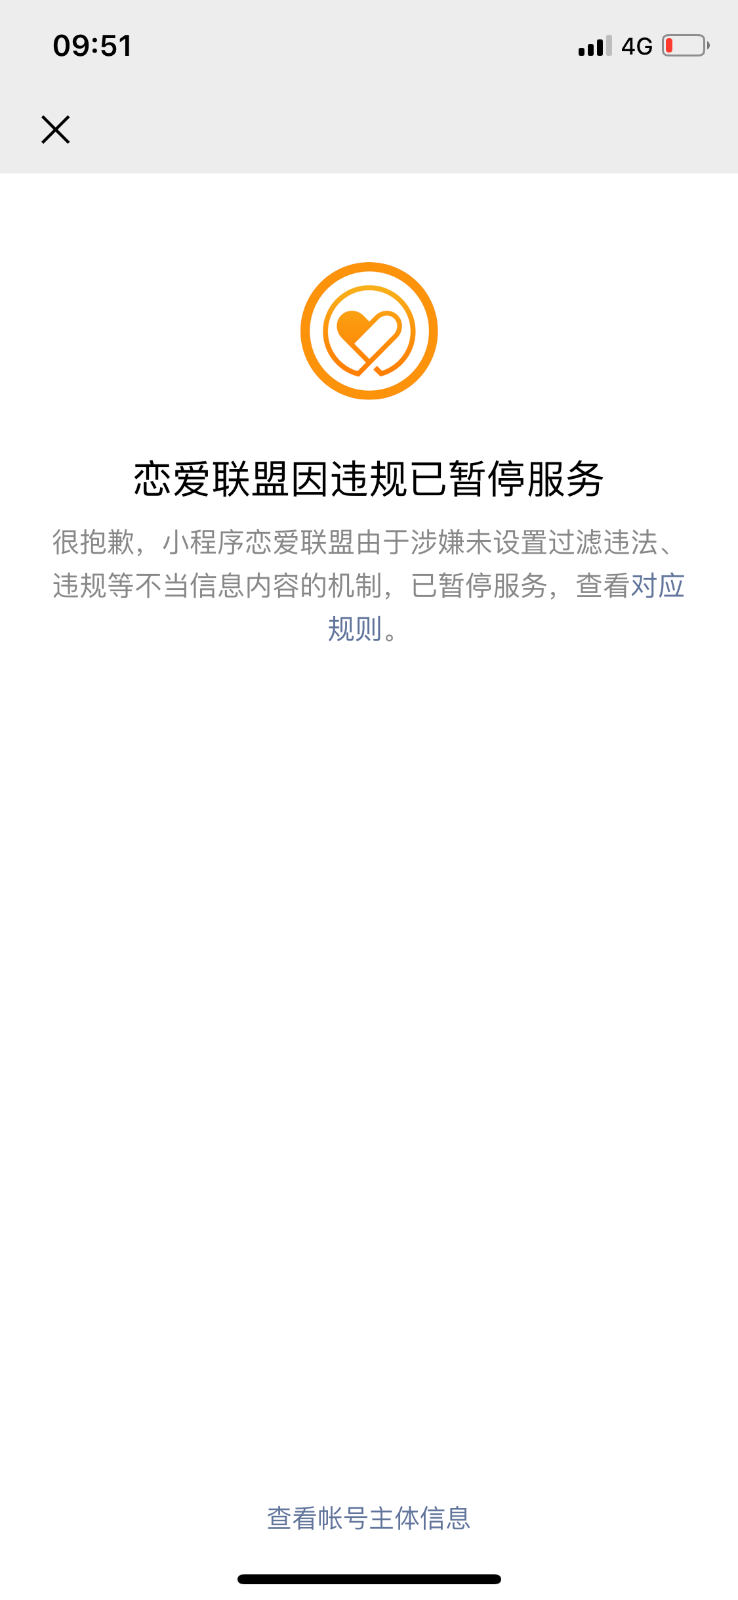 09:51
4G
恋爱联盟因违规已暂停服务
很抱歉，小程序恋爱联盟由于涉嫌未设置过滤违法、
违规等不当信息内容的机制，已暂停服务，查看对应
规则。
查看帐号主体信息